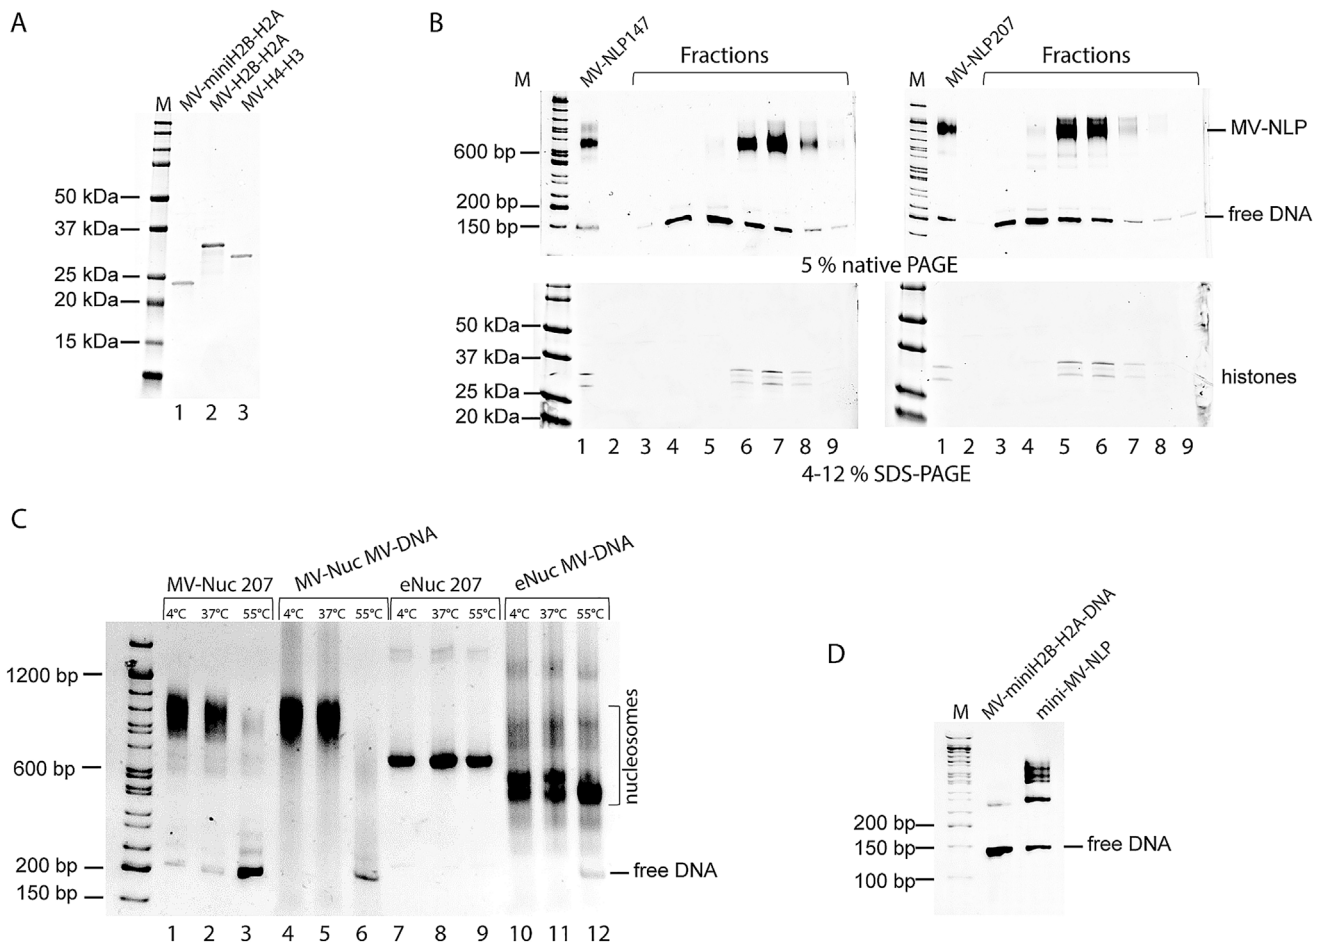 A
M
MV-miniH2B-H2A
MV-H2B-H2A
MV-H4-H3
50 kDa
37 kDa
25 kDa
20 kDa
15 kDa
1 2 3
B
M
MV-NLP147
Fractions
600 bp
200 bp
150 bp
MV-NLP207
Fractions
MV-NLP
free DNA
5 % native PAGE
50 kDa
37 kDa
25 kDa
20 kDa
histones
1 2 3 4 5 6 7 8 9
1 2 3 4 5 6 7 8 9
4-12 % SDS-PAGE
C
MV-Nuc 207
MV-Nuc MV-DNA
eNuc 207
eNuc MV-DNA
4°C 37°C 55°C 4°C 37°C 55°C 4°C 37°C 55°C 4°C 37°C 55°C
1200 bp
600 bp
200 bp
150 bp
nucleosomes
free DNA
1 2 3 4 5 6 7 8 9 10 11 12
D
M
MV-miniH2B-H2A-DNA
mini-MV-NLP
200 bp
150 bp
100 bp
free DNA